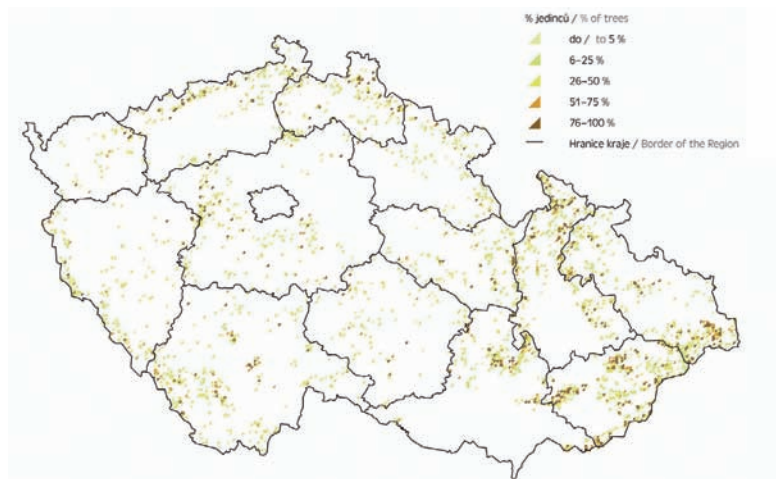 % jedinců / % of trees
do / to 5 %
6–25 %
26–50 %
51–75 %
76–100 %
Hranice kraje / Border of the Region